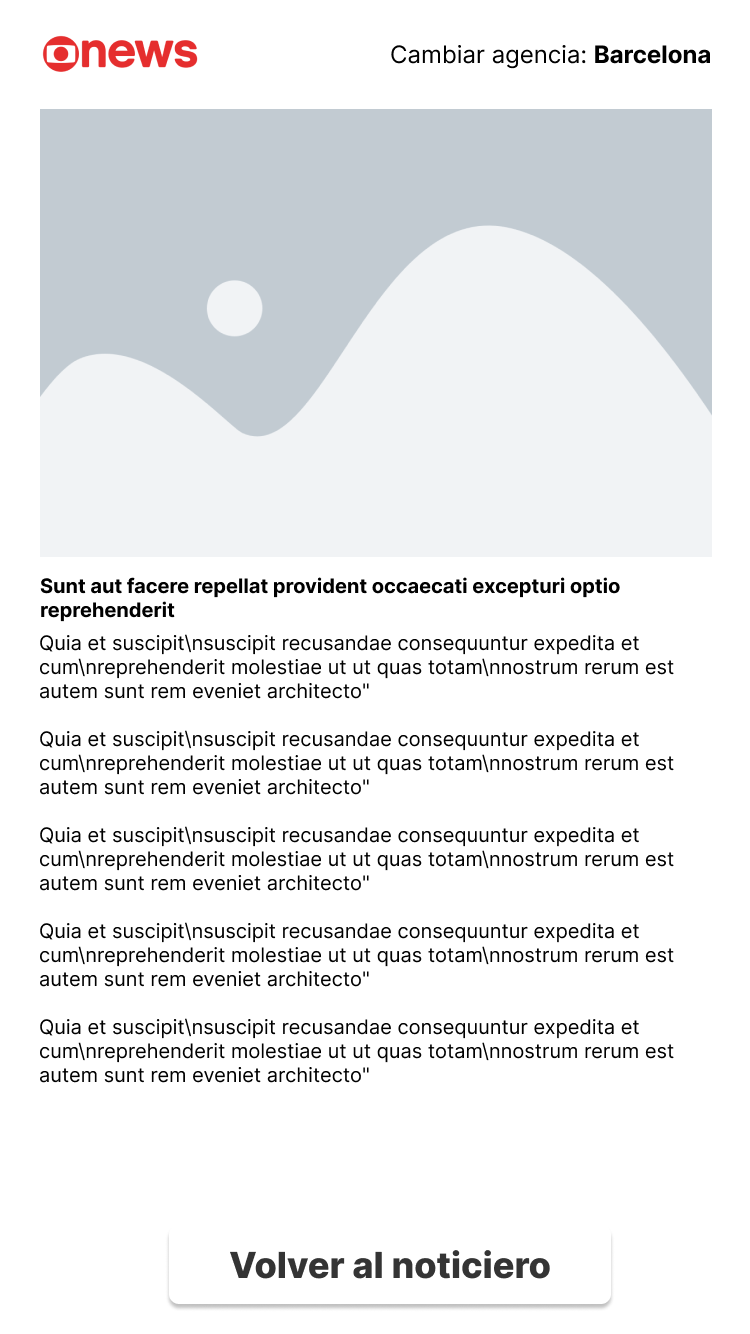 news
Cambiar agencia: Barcelona
Sunt aut facere repellat provident occaecati excepturi optio
reprehenderit
Quia et suscipit\nsuscipit recusandae consequuntur expedita et
cum\nreprehenderit molestiae ut ut quas totam\nnostrum rerum est
autem sunt rem eveniet architecto"
Quia et suscipit\nsuscipit recusandae consequuntur expedita et
cum\nreprehenderit molestiae ut ut quas totam\nnostrum rerum est
autem sunt rem eveniet architecto"
Quia et suscipit\nsuscipit recusandae consequuntur expedita et
cum\nreprehenderit molestiae ut ut quas totam\nnostrum rerum est
autem sunt rem eveniet architecto"
Quia et suscipit\nsuscipit recusandae consequuntur expedita et
cum\nreprehenderit molestiae ut ut quas totam\nnostrum rerum est
autem sunt rem eveniet architecto"
Quia et suscipit\nsuscipit recusandae consequuntur expedita et
cum\nreprehenderit molestiae ut ut quas totam\nnostrum rerum est
autem sunt rem eveniet architecto"
Volver al noticiero